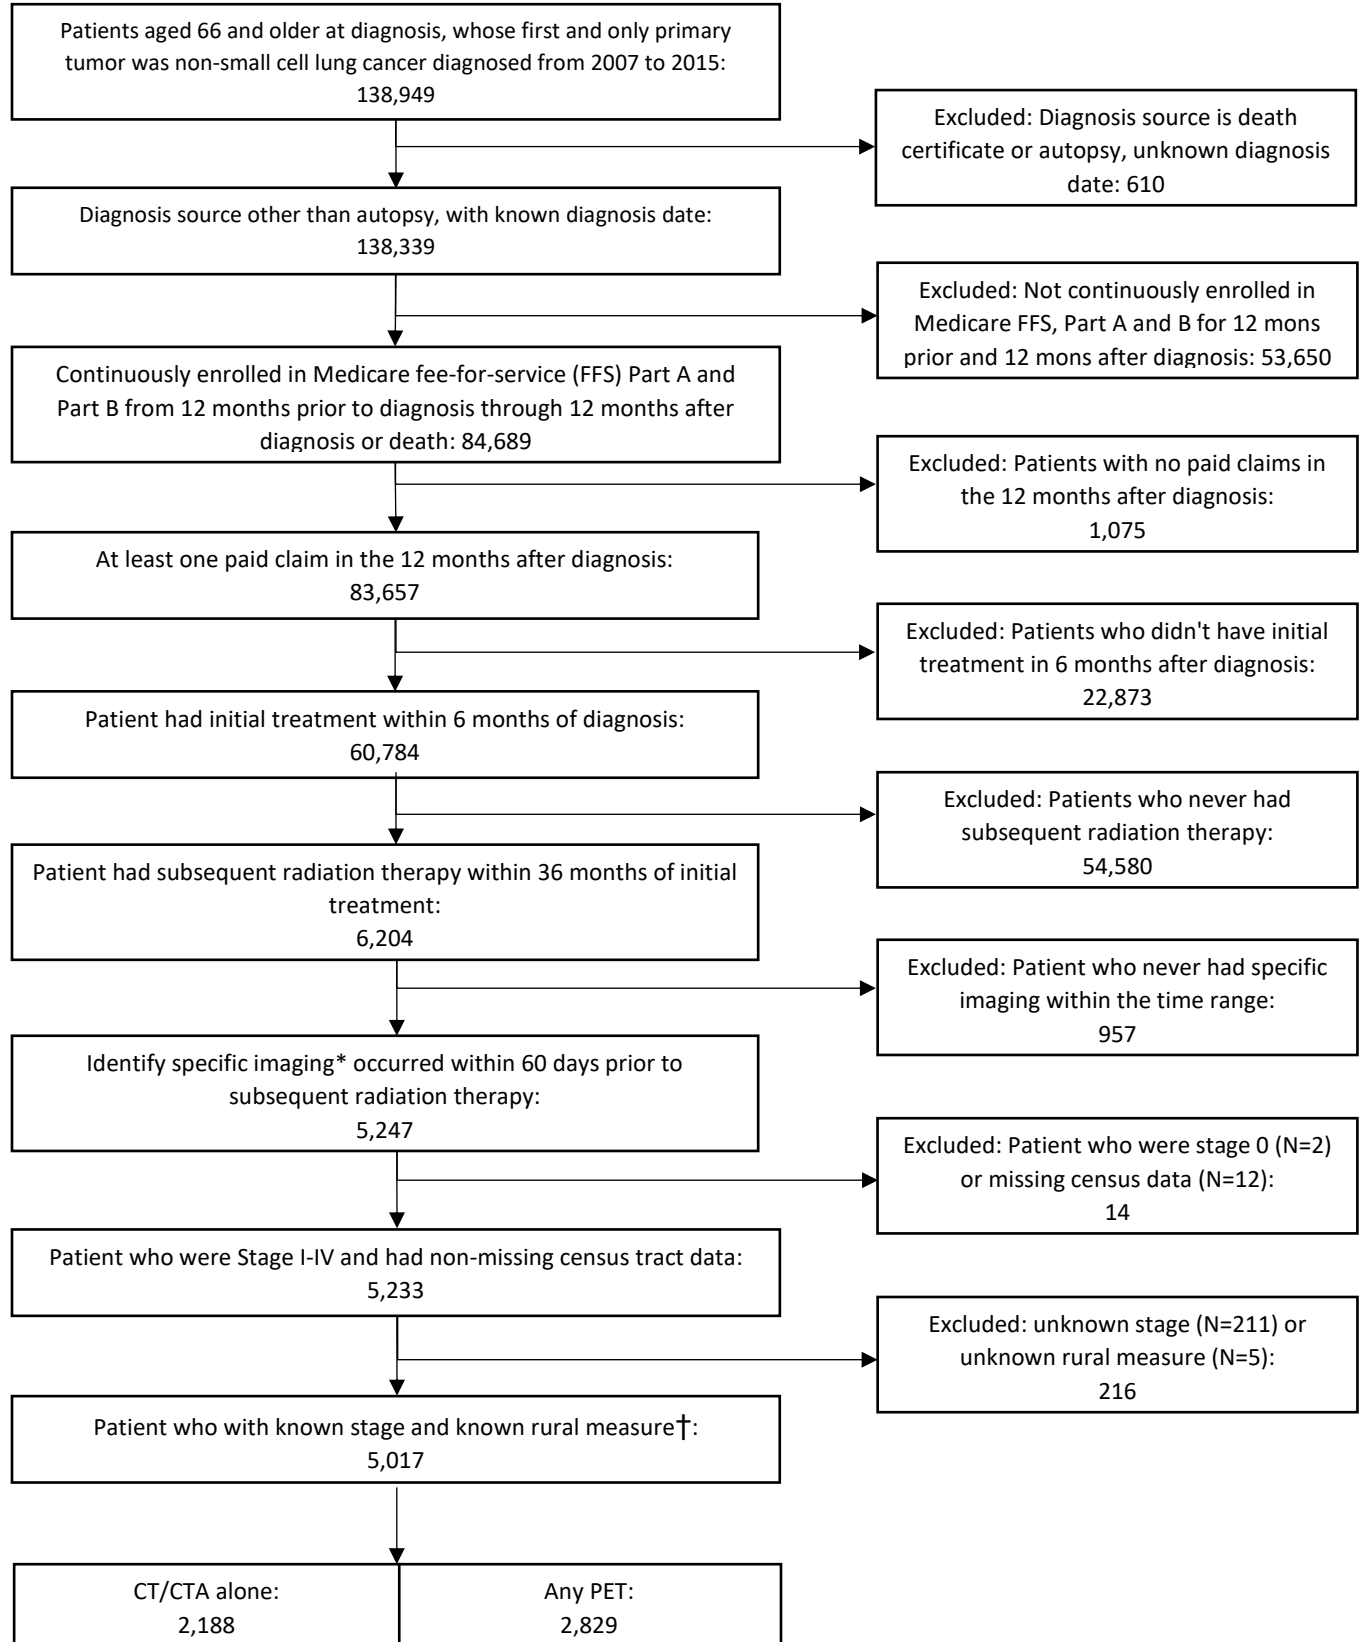 Patients aged 66 and older at diagnosis, whose first and only primary
tumor was non-small cell lung cancer diagnosed from 2007 to 2015:
138,949
Excluded: Diagnosis source is death
certificate or autopsy, unknown diagnosis
date: 610
Diagnosis source other than autopsy, with known diagnosis date:
138,339
Excluded: Not continuously enrolled in
Medicare FFS, Part A and B for 12 mons
prior and 12 mons after diagnosis: 53,650
Continuously enrolled in Medicare fee-for-service (FFS) Part A and
Part B from 12 months prior to diagnosis through 12 months after
diagnosis or death: 84,689
Excluded: Patients with no paid claims in
the 12 months after diagnosis:
1,075
At least one paid claim in the 12 months after diagnosis:
83,657
Excluded: Patients who didn't have initial
treatment in 6 months after diagnosis:
22,873
Patient had initial treatment within 6 months of diagnosis:
60,784
Excluded: Patients who never had
subsequent radiation therapy:
54,580
Patient had subsequent radiation therapy within 36 months of initial
treatment:
6,204
Excluded: Patient who never had specific
imaging within the time range:
957
Identify specific imaging* occurred within 60 days prior to
subsequent radiation therapy:
5,247
Excluded: Patient who were stage 0 (N=2)
or missing census data (N=12):
14
Patient who were Stage I-IV and had non-missing census tract data:
5,233
Excluded: unknown stage (N=211) or
unknown rural measure (N=5):
216
Patient who with known stage and known rural measure†:
5,017
CT/CTA alone:
2,188
Any PET:
2,829